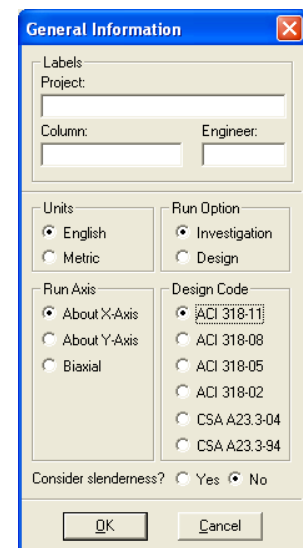 General Information
Labels
Project:
Column: Engineer:
Units
English
Metric
Run Option
Investigation
Design
Run Axis
About X-Axis
About Y-Axis
Biaxial
Design Code
ACI 318-11
ACI 318-08
ACI 318-05
ACI 318-02
CSA A23.3-04
CSA A23.3-94
Consider slenderness? Yes No
OK Cancel